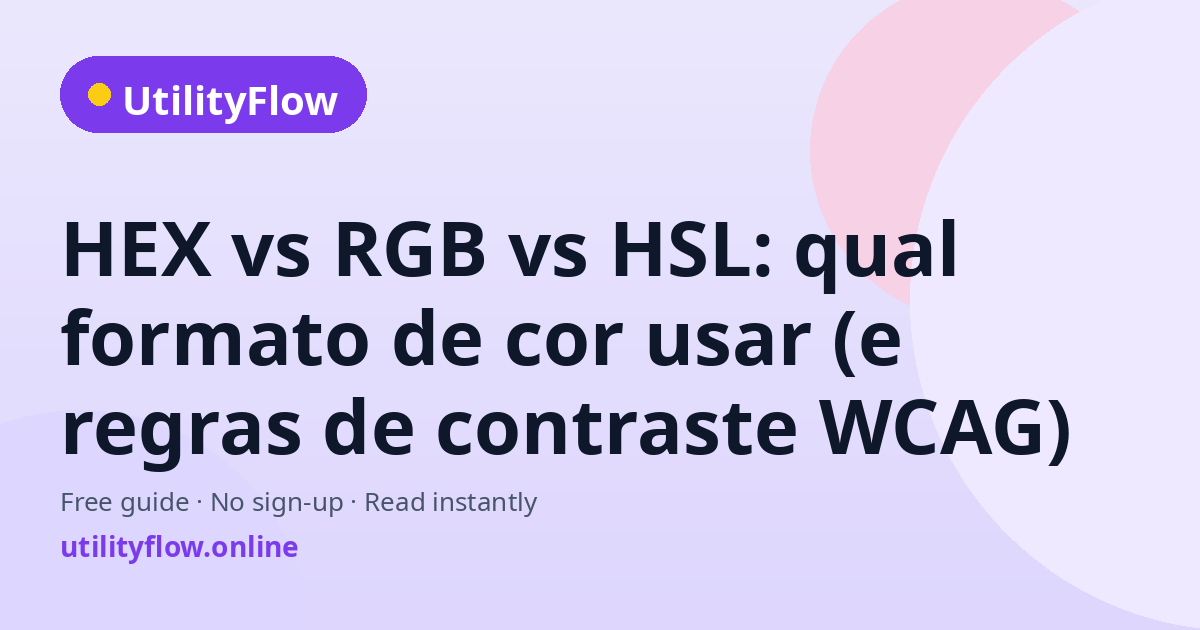 UtilityFlow
HEX vs RGB vs HSL: qual
formato de cor usar (e
regras de contraste WCAG)
Free guide · No sign-up · Read instantly
utilityflow.online